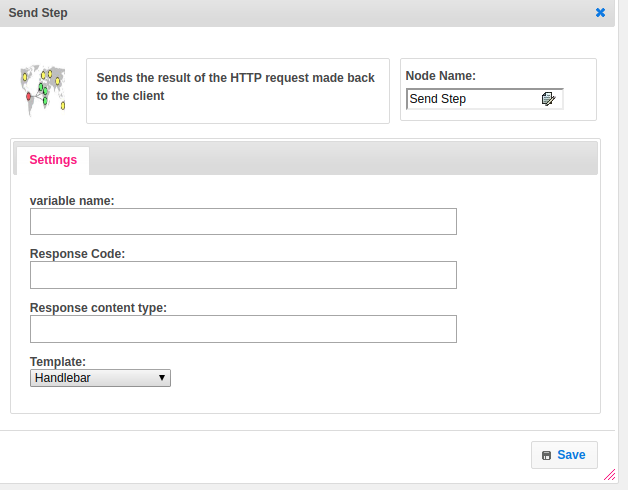 Send Step
Sends the result of the HTTP request made back
to the client
Node Name:
Send Step
Settings
variable name:
Response Code:
Response content type:
Template:
Handlebar
Save